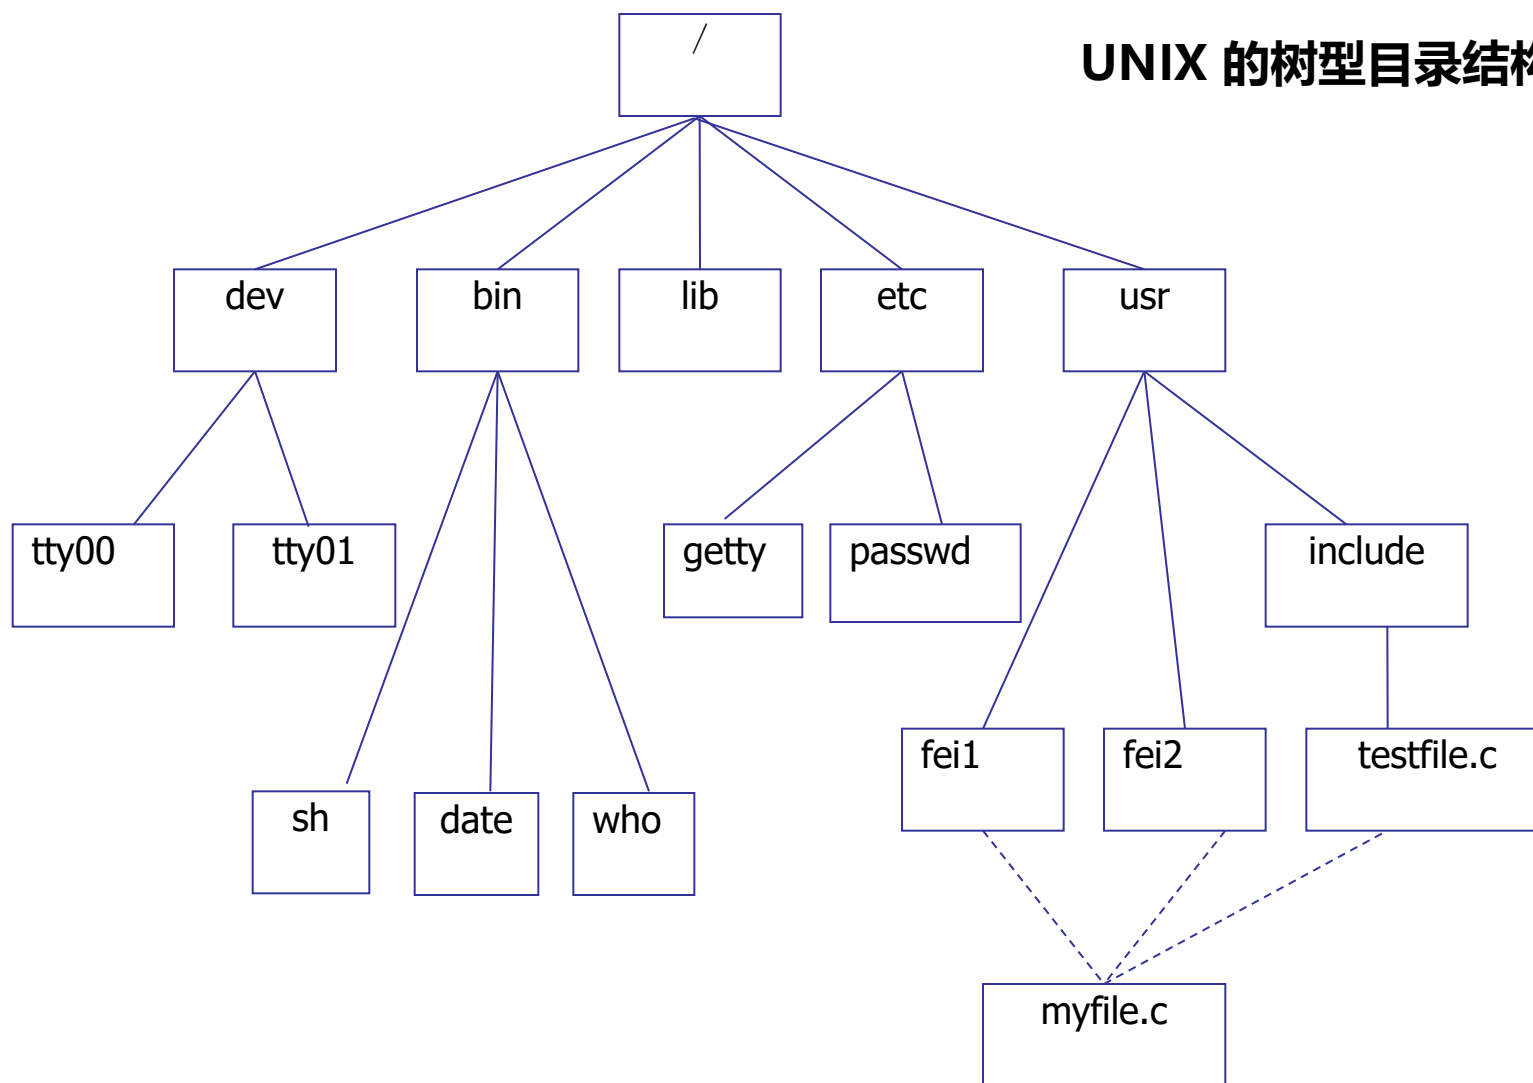 /
UNIX 的树型目录结构
dev
bin
lib
etc
usr
tty00
tty01
getty
passwd
include
fei1
fei2
testfile.c
sh
date
who
myfile.c